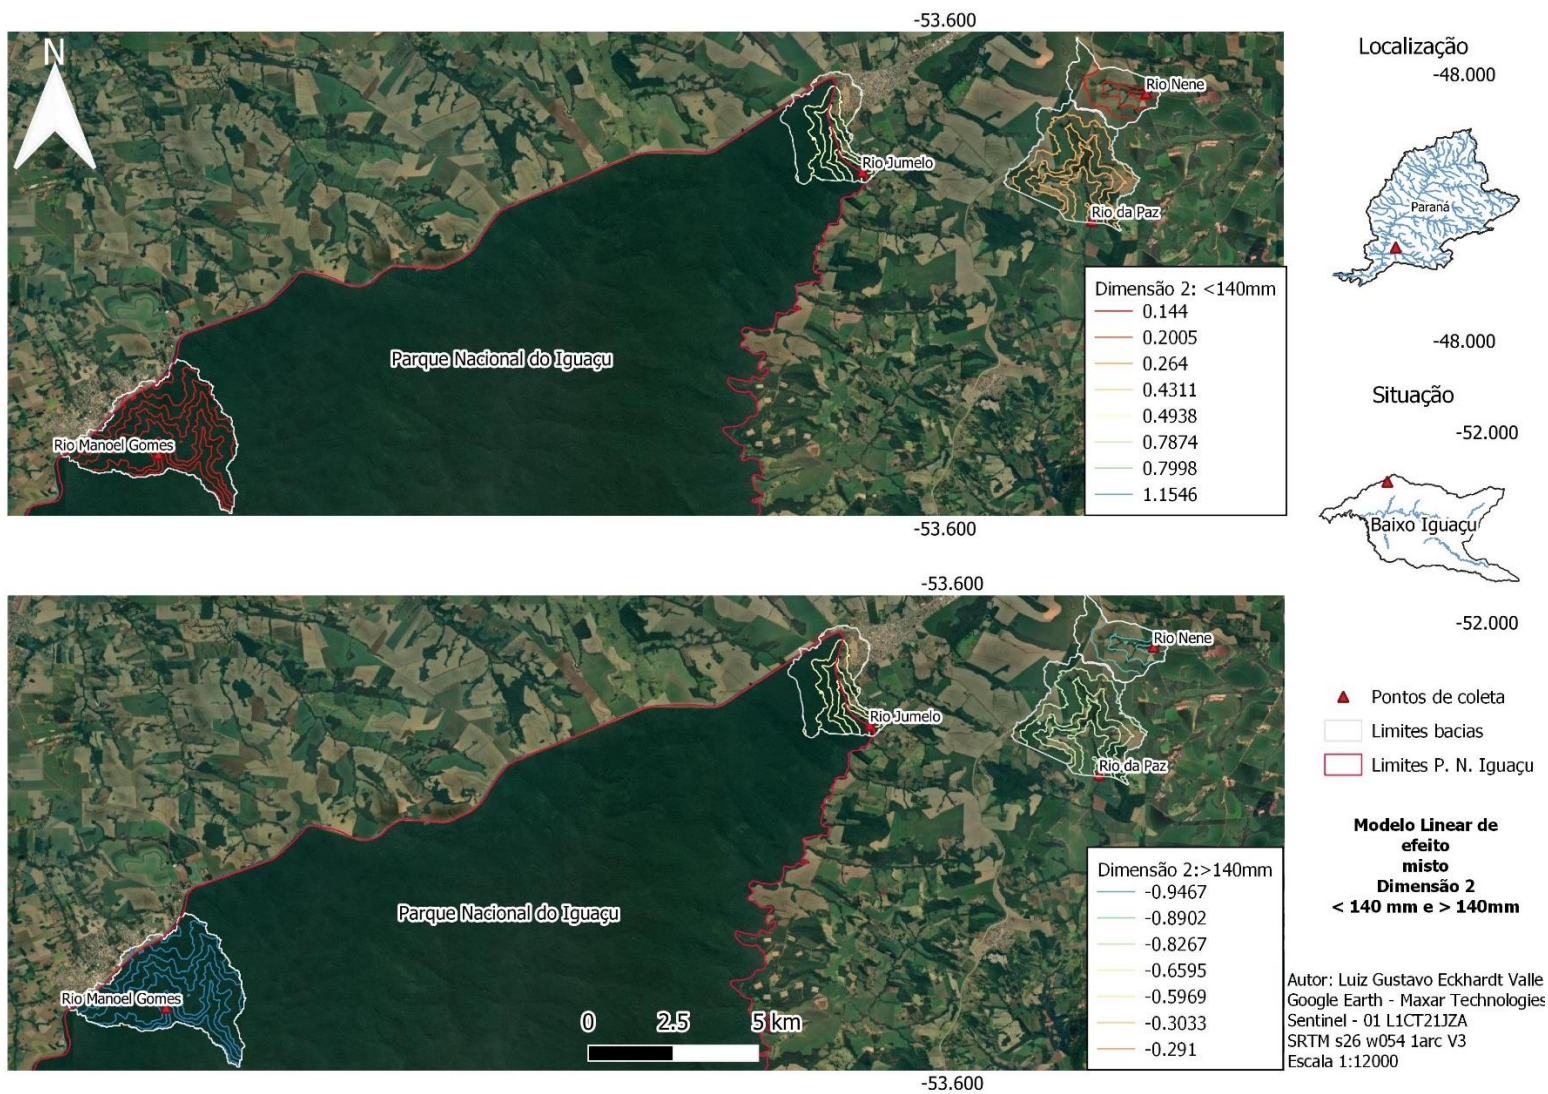 -53.600
N
Rio Nene
Rio Jumelo
Rio da Paz
Parque Nacional do Iguaçu
Rio Manoel Gomes
Dimensão 2: <140mm
0.144
0.2005
0.264
0.4311
0.4938
0.7874
0.7998
1.1546
-53.600
Localização
-48.000
Paraná
-48.000
Situação
-52.000
Baixo Iguaçu
-52.000
-53.600
Rio Nene
Rio Jumelo
Rio da Paz
Parque Nacional do Iguaçu
Rio Manoel Gomes
0 2.5 5 km
Dimensão 2:>140mm
-0.9467
-0.8902
-0.8267
-0.6595
-0.5969
-0.3033
-0.291
-53.600
Pontos de coleta
Limites bacias
Limites P. N. Iguaçu
Modelo Linear de
efeito
misto
Dimensão 2
< 140 mm e > 140mm
Autor: Luiz Gustavo Eckhardt Valle
Google Earth - Maxar Technologies
Sentinel - 01 L1CT21JZA
SRTM s26 w054 1arc V3
Escala 1:12000